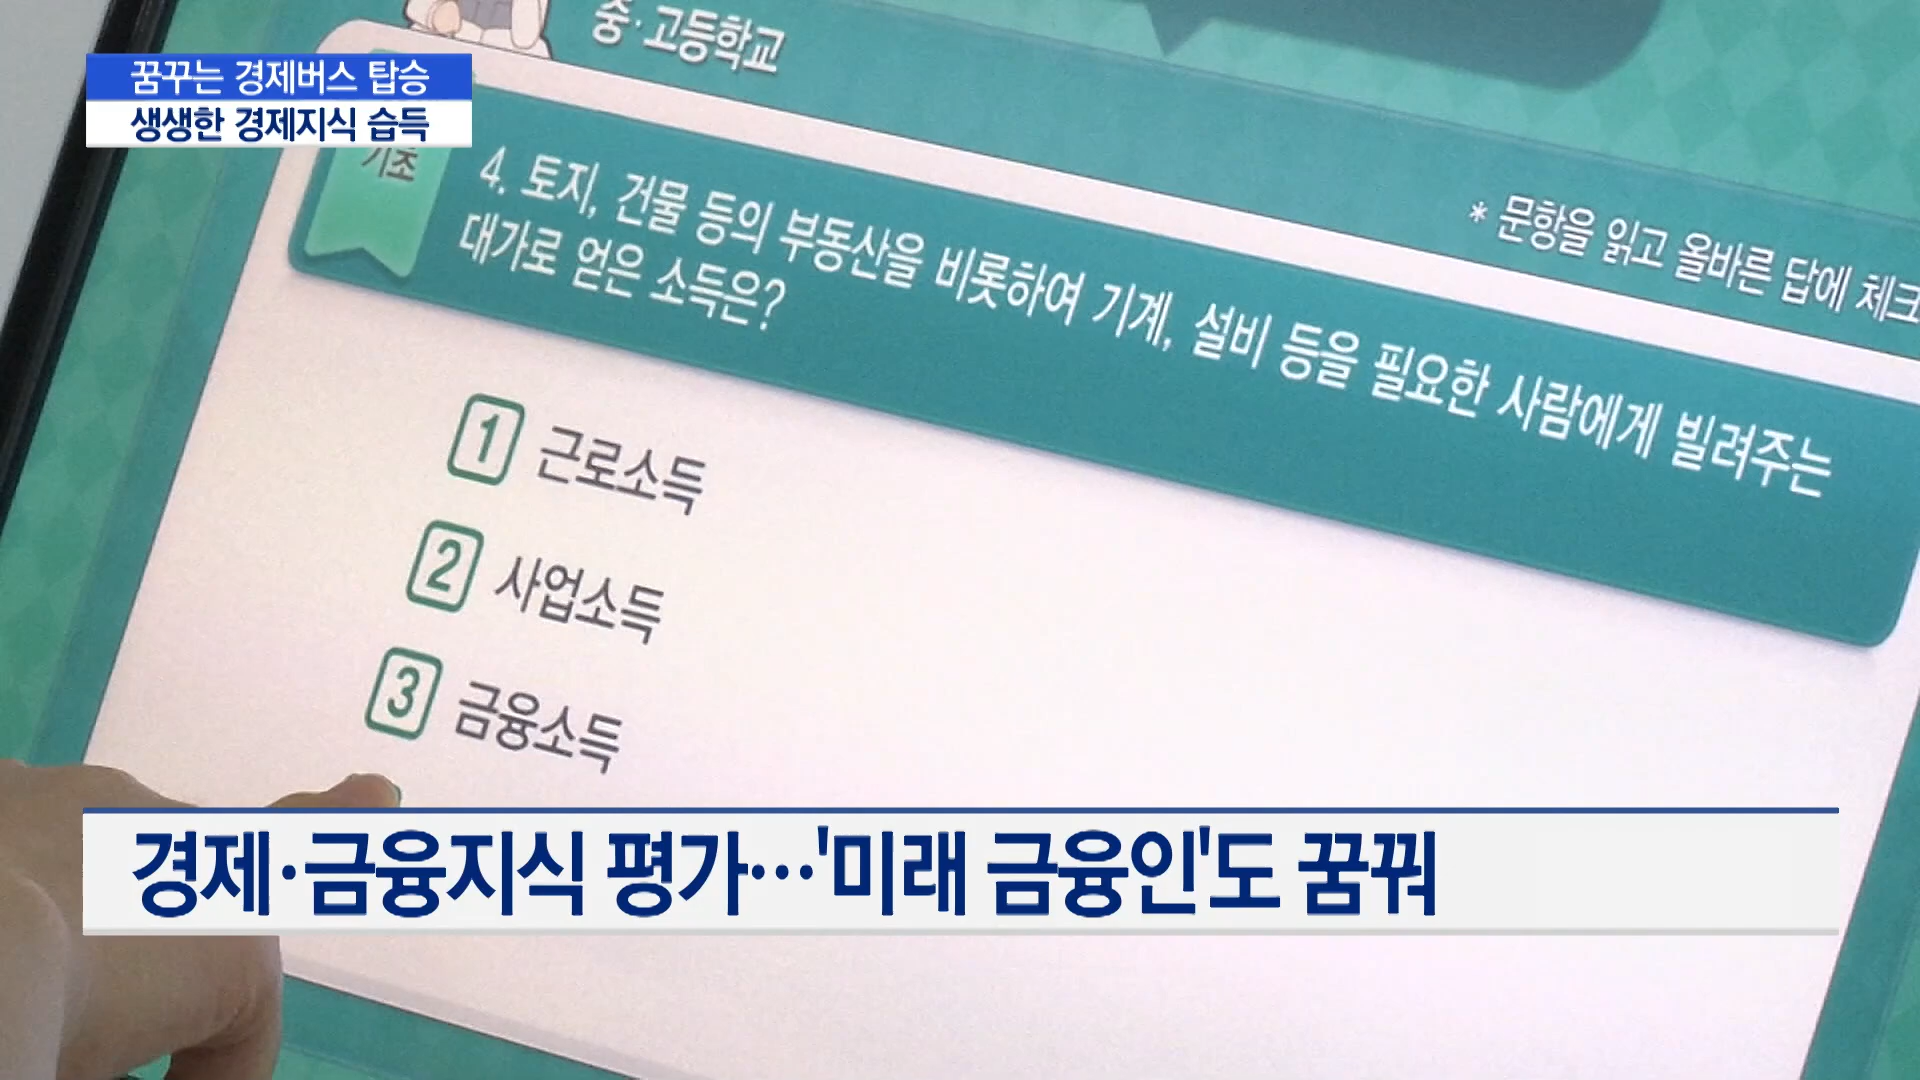 중·고등학교
꿈꾸는 경제버스 탑승
생생한 경제지식 습득
기초
* 문항을 읽고 올바른 답에 체크
4. 토지, 건물 등의 부동산을 비롯하여 기계, 설비 등을 필요한 사람에게 빌려주는
대가로 얻은 소득은?
1 근로소득
2 사업소득
3 금융소득
경제·금융지식 평가…'미래 금융인'도 꿈꿔